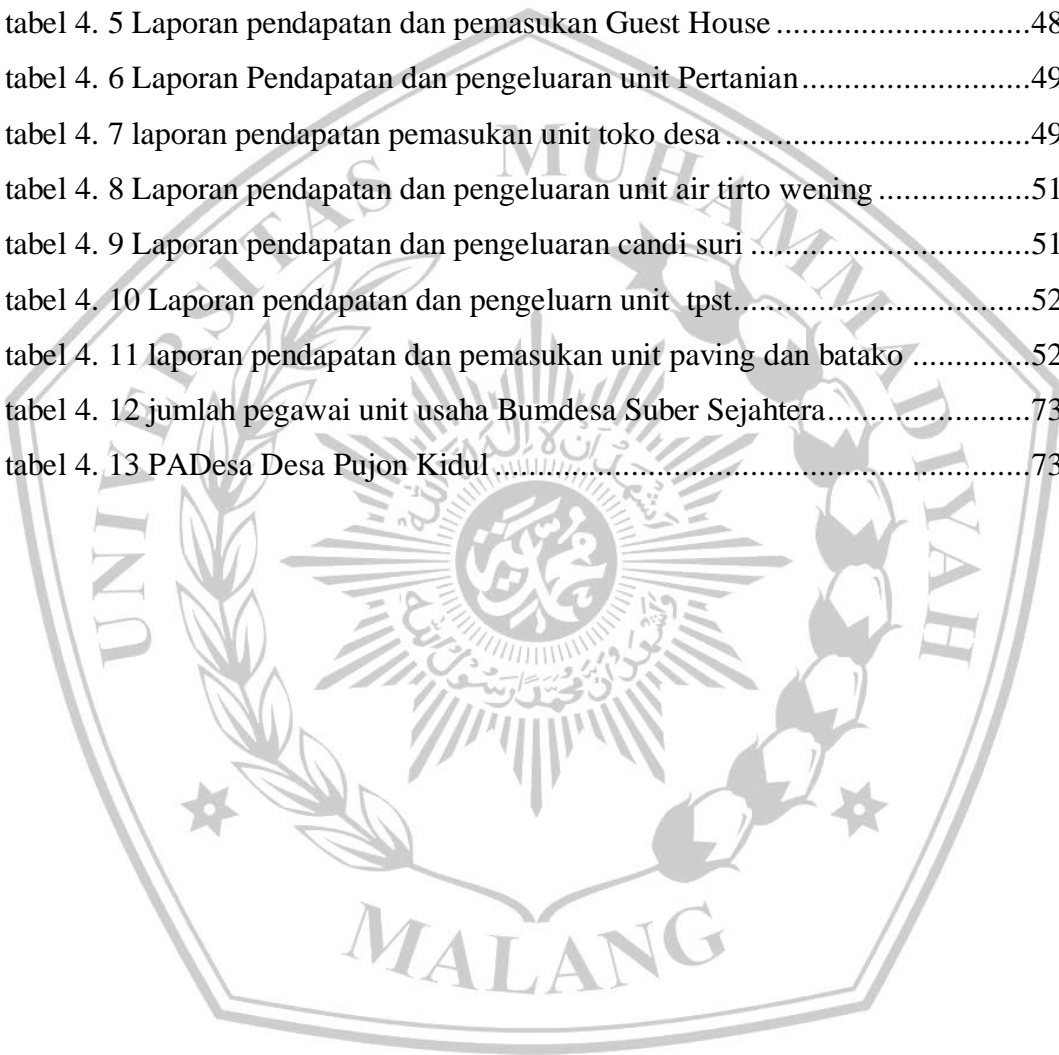 tabel 4. 5 Laporan pendapatan dan pemasukan Guest House ............................48
tabel 4. 6 Laporan Pendapatan dan pengeluaran unit Pertanian.........................49
tabel 4. 7 laporan pendapatan pemasukan unit toko desa .................................49
tabel 4. 8 Laporan pendapatan dan pengeluaran unit air tirto wening .................51
tabel 4. 9 Laporan pendapatan dan pengeluaran candi suri ..............................51
tabel 4. 10 Laporan pendapatan dan pengeluarn unit  tpst................................52
tabel 4. 11 laporan pendapatan dan pemasukan unit paving dan batako .............52
tabel 4. 12 jumlah pegawai unit usaha Bumdesa Suber Sejahtera......................73
tabel 4. 13 PADesa Desa Pujon Kidul ..........................................................73
UNIVERSITAS MUHAMMADIYAH
MALANG